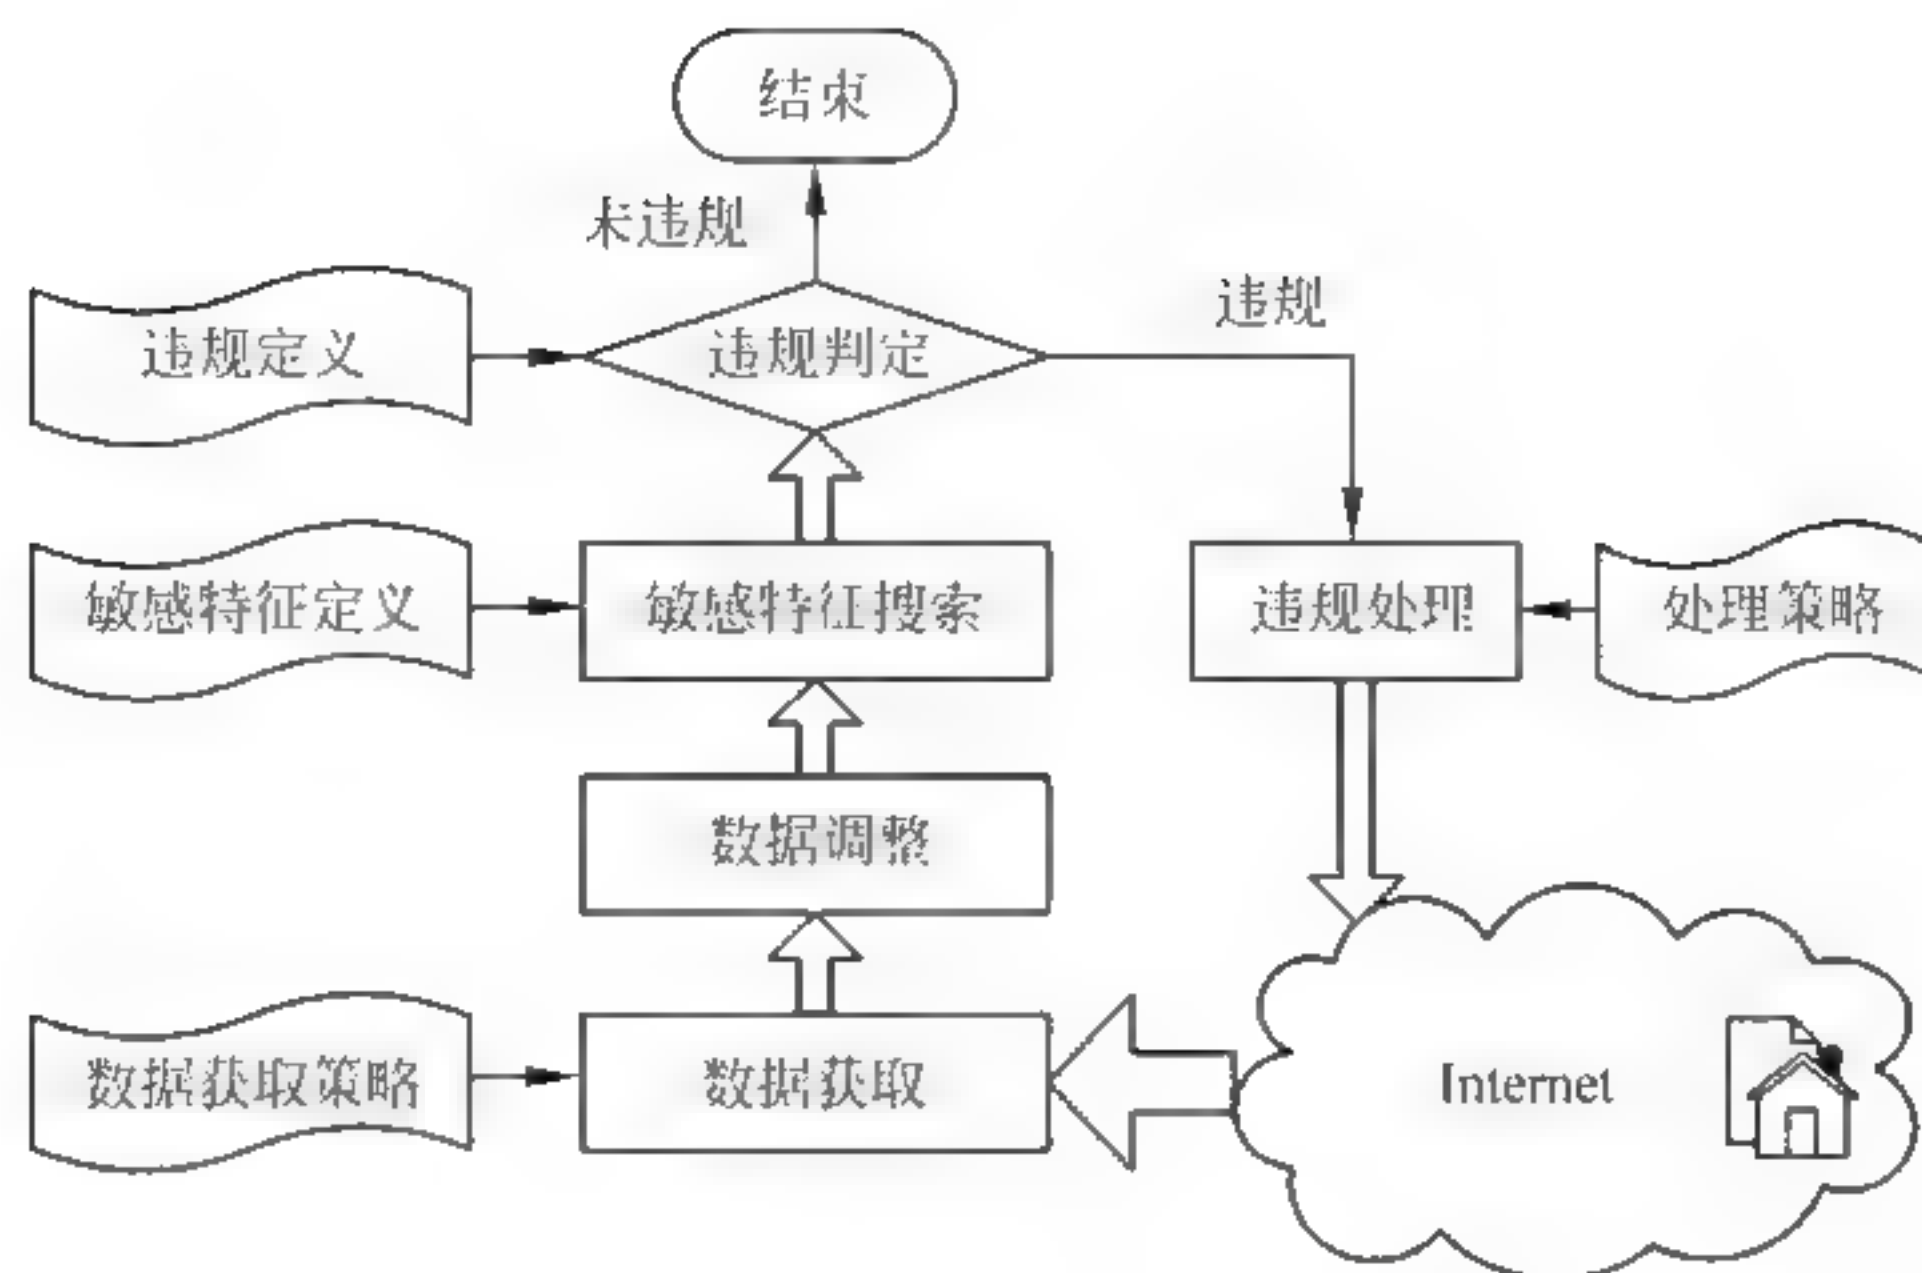 结束
未违规
违规
违规定义
违规判定
敏感特征定义
敏感特征搜索
违规处理
处理策略
数据调整
数据获取策略
数据获取
Internet